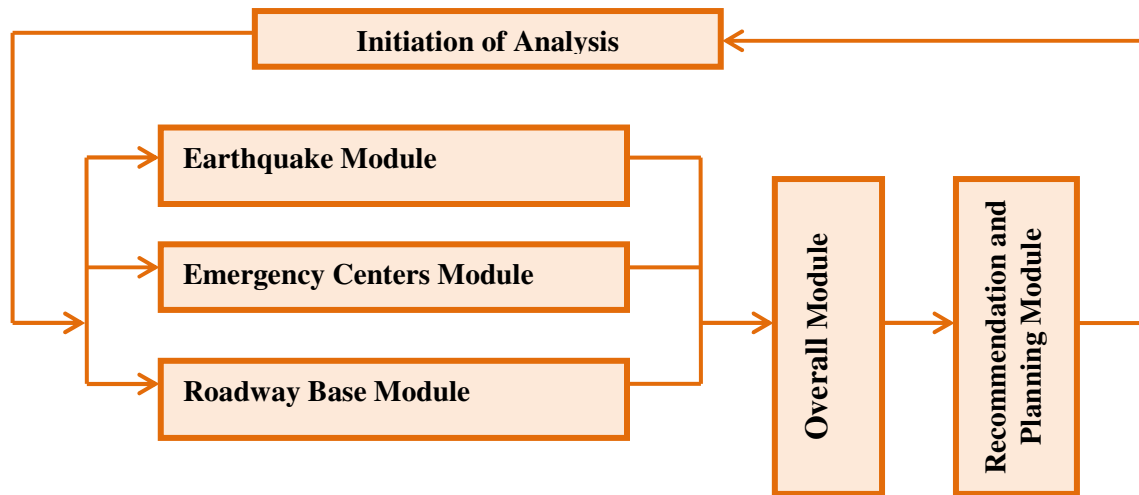 Initiation of Analysis
Earthquake Module
Emergency Centers Module
Roadway Base Module
Overall Module
Recommendation and
Planning Module